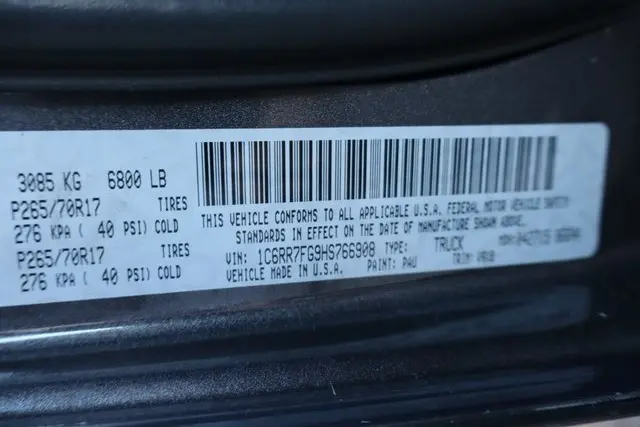 3085 KG 6800 LB
P265/70R17 TIRES
276 KPA ( 40 PSI) COLD
P265/70R17 TIRES
276 KPA ( 40 PSI) COLD
THIS VEHICLE CONFORMS TO ALL APPLICABLE U.S.A. FEDERAL MOTOR VEHICLE SAFETY
STANDARDS IN EFFECT ON THE DATE OF MANUFACTURE SHOWN ABOVE.
VIN: 1C6RR7FG9HS766908 TYPE: TRUCK
VEHICLE MADE IN U.S.A. PAINT: PAU TRIM: